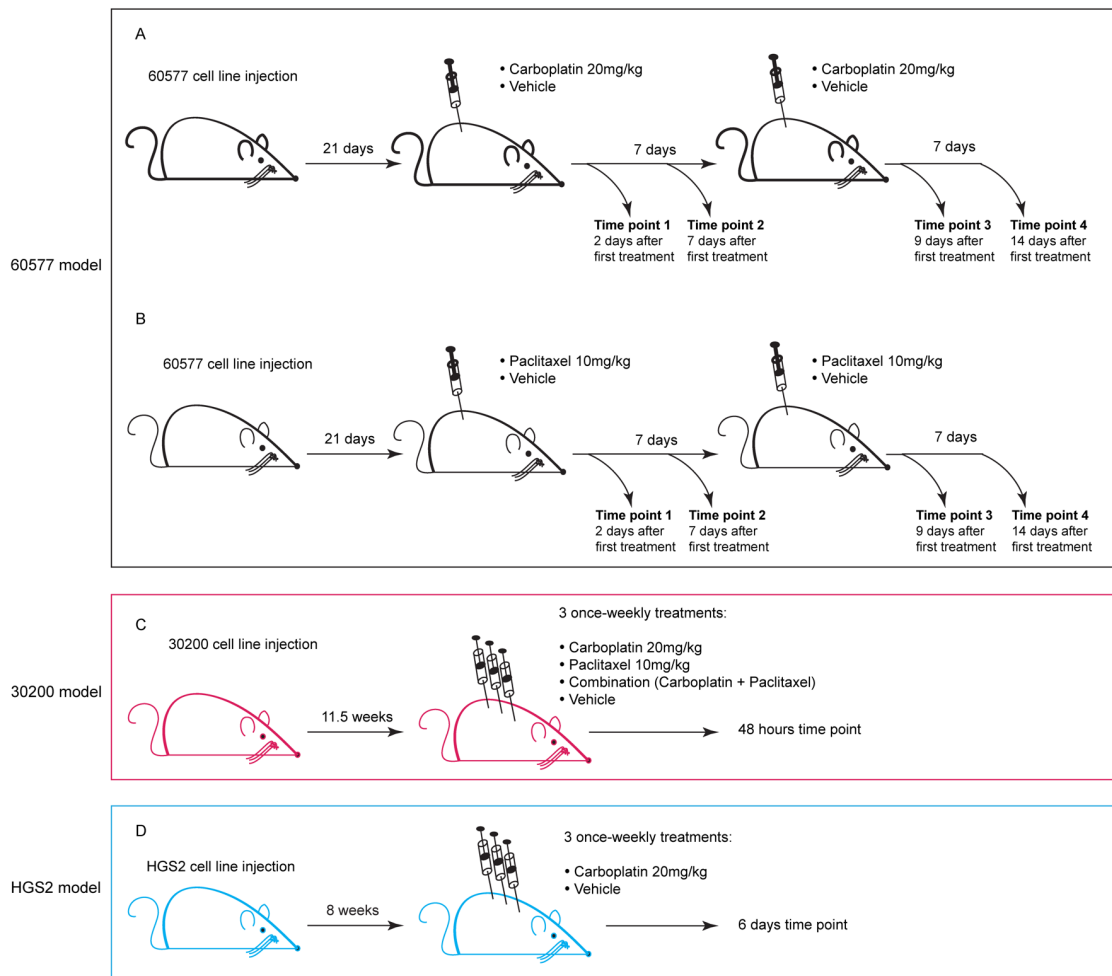 A
60577 cell line injection
• Carboplatin 20mg/kg
• Vehicle
• Carboplatin 20mg/kg
• Vehicle
21 days
7 days
7 days
Time point 1
2 days after
first treatment
Time point 2
7 days after
first treatment
Time point 3
9 days after
first treatment
Time point 4
14 days after
first treatment
60577 model
B
60577 cell line injection
• Paclitaxel 10mg/kg
• Vehicle
• Paclitaxel 10mg/kg
• Vehicle
21 days
7 days
7 days
Time point 1
2 days after
first treatment
Time point 2
7 days after
first treatment
Time point 3
9 days after
first treatment
Time point 4
14 days after
first treatment
30200 model
C
30200 cell line injection
11.5 weeks
3 once-weekly treatments:
• Carboplatin 20mg/kg
• Paclitaxel 10mg/kg
• Combination (Carboplatin + Paclitaxel)
• Vehicle
48 hours time point
HGS2 model
D
HGS2 cell line injection
8 weeks
3 once-weekly treatments:
• Carboplatin 20mg/kg
• Vehicle
6 days time point